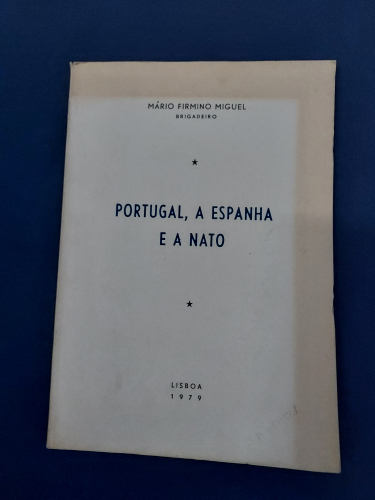 MÁRIO FIRMINO MIGUEL
BRIGADEIRO
PORTUGAL, A ESPANHA
E A NATO
LISBOA
1979